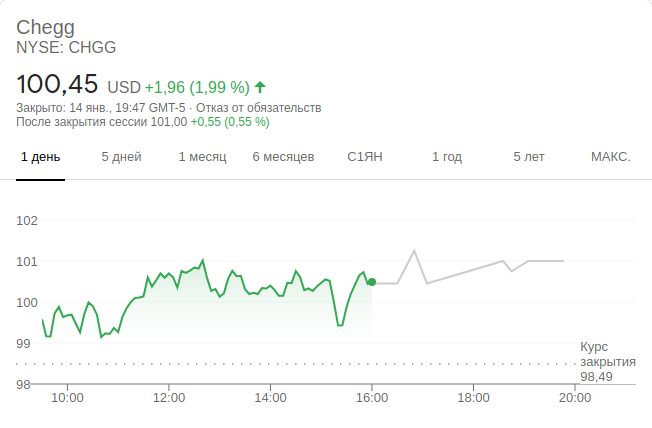 Chegg
NYSE: CHGG
100,45 USD +1,96 (1,99 %)
Закрыто: 14 янв., 19:47 GMT-5 · Отказ от обязательств
После закрытия сессии 101,00 +0,55 (0,55 %)
1 день 5 дней 1 месяц 6 месяцев С1ЯН 1 год 5 лет МАКС.
102
101
100
99
Курс
закрытия
98,49
98
10:00 12:00 14:00 16:00 18:00 20:00